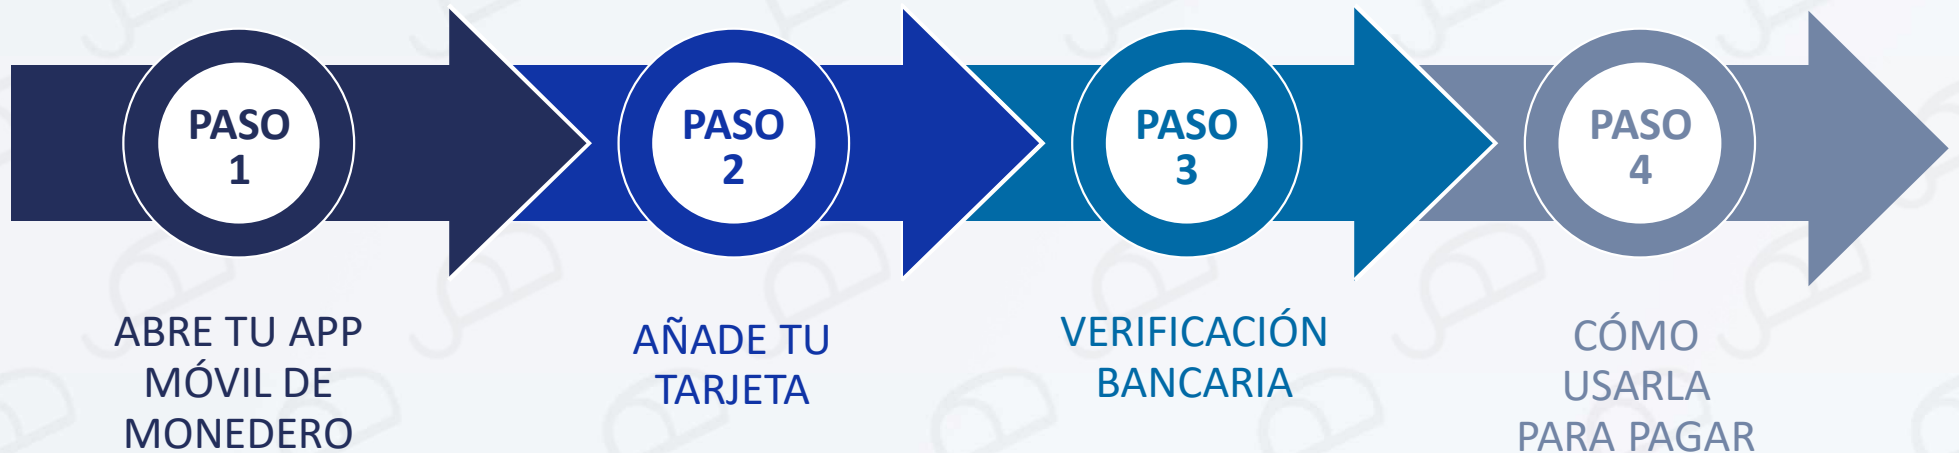 PASO
1
PASO
2
PASO
3
PASO
4
ABRE TU APP
MÓVIL DE
MONEDERO
AÑADE TU
TARJETA
VERIFICACIÓN
BANCARIA
CÓMO
USARLA
PARA PAGAR